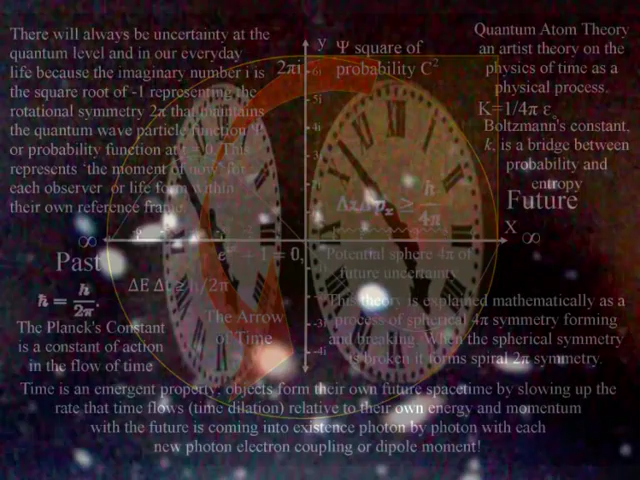 There will always be uncertainty at the
quantum level and in our everyday
life because the imaginary number i is
the square root of -1 representing the
rotational symmetry 2π that maintains
the quantum wave particle function Ψ
or probability function at t = 0. This
represents 'the moment of now' for
each observer or life form within
their own reference frame.
y
Ψ square of
probability C²
2πi
6i
5i
4i
Quantum Atom Theory
an artist theory on the
physics of time as a
physical process.
K=1/4π ε。
Boltzmann's constant,
k, is a bridge between
probability and
entropy
Future
X
∞
∞
Past
Δx Δpₓ ≥ ħ/4π
+ 1 = 0,
ħ = h/2π.
ΔE Δt ≥ h/2π
The Planck's Constant
is a constant of action
in the flow of time
The Arrow
of Time
-3i
-4i
Potential sphere 4π of
future uncertainty
This theory is explained mathematically as a
process of spherical 4π symmetry forming
and breaking. When the spherical symmetry
is broken it forms spiral 2π symmetry.
Time is an emergent property, objects form their own future spacetime by slowing up the
rate that time flows (time dilation) relative to their own energy and momentum
with the future is coming into existence photon by photon with each
new photon electron coupling or dipole moment!